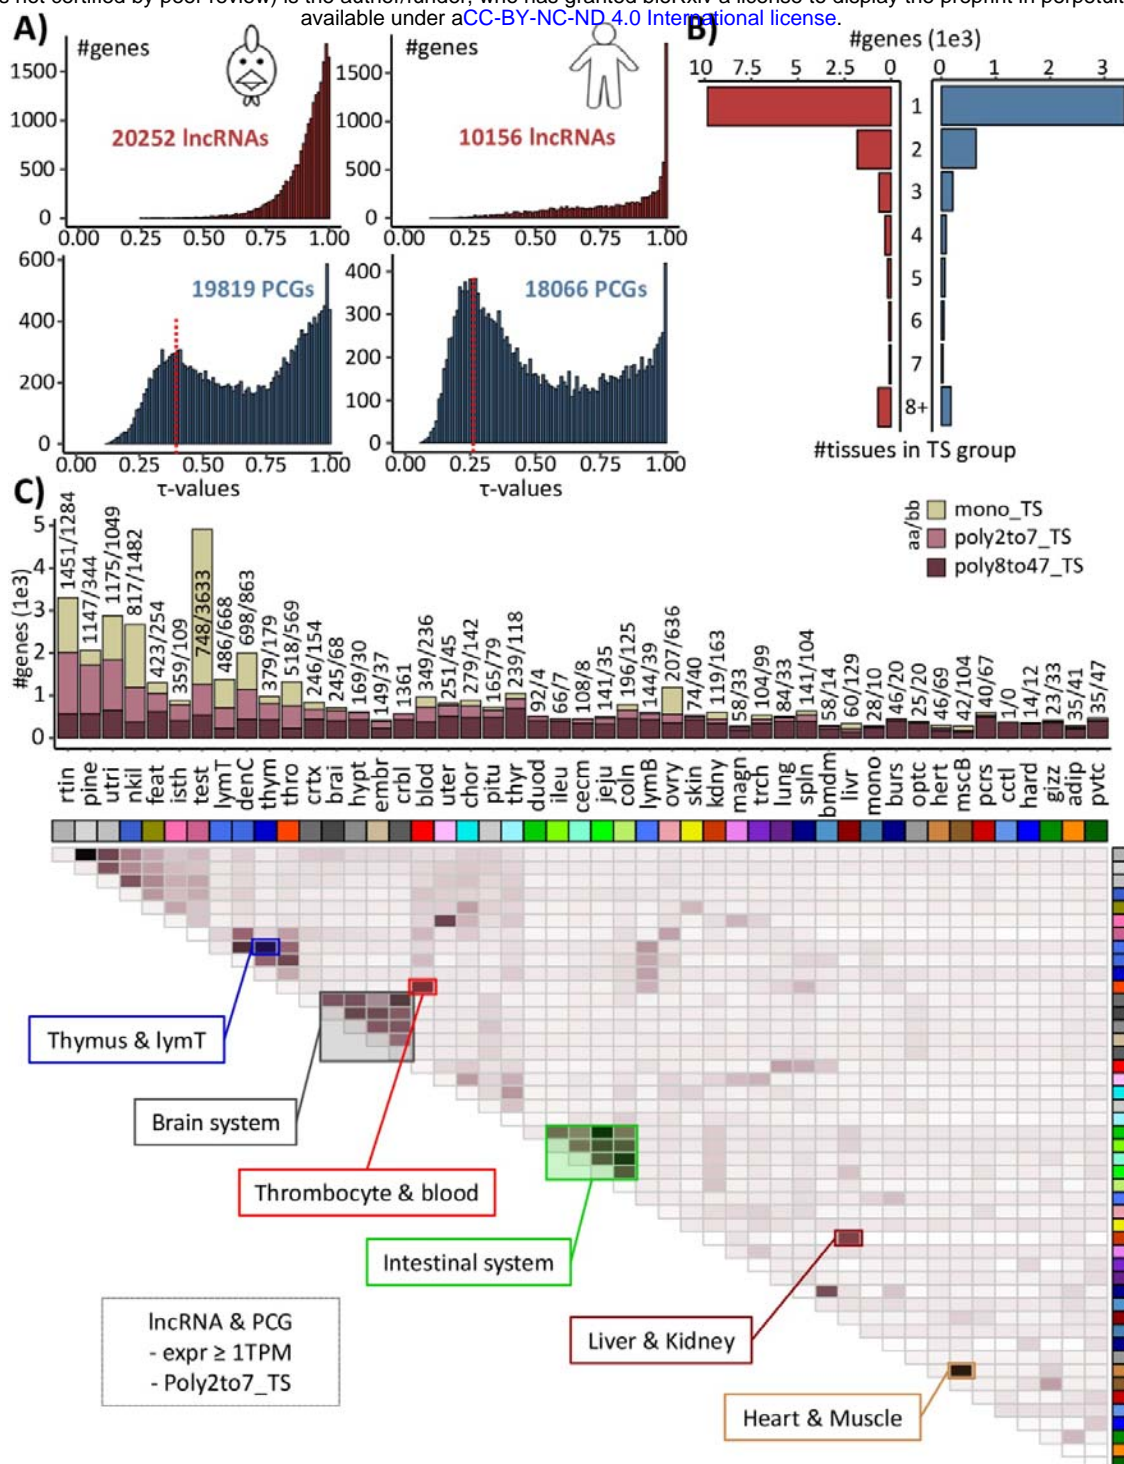 available under aCC-BY-NC-ND 4.0 International license.
A)
#genes
1500
1000
500
0
20252 lncRNAs
0.00 0.25 0.50 0.75 1.00
1500
1000
500
0
10156 lncRNAs
0.00 0.25 0.50 0.75 1.00
600
400
200
0
19819 PCGs
0.00 0.25 0.50 0.75 1.00
τ-values
400
300
200
100
0
18066 PCGs
0.00 0.25 0.50 0.75 1.00
τ-values
B)
#genes (1e3)
10 7.5 5 2.5 0 0 1 2 3
1
2
3
4
5
6
7
8+
#tissues in TS group
C)
#genes (1e3)
5
4
3
2
1
0
1451/1284
1147/344
1175/1049
817/1482
423/254
359/109
748/3633
486/668
698/863
379/179
518/569
246/154
245/68
169/30
149/37
1361
349/236
251/45
279/142
165/79
239/118
92/4
66/7
108/8
141/35
196/125
144/39
207/636
74/40
119/163
58/33
104/99
84/33
141/104
58/14
60/129
28/10
46/20
25/20
46/69
42/104
40/67
1/0
14/12
23/33
35/41
35/47
aa/bb
mono_TS
poly2to7_TS
poly8to47_TS
rtin
pine
utri
nkil
feat
isth
test
lymT
denC
thym
thro
crtx
brai
hypt
embr
crbl
blod
uter
chor
pitu
thyr
duod
ileu
cecm
jeju
coln
lymB
ovry
skin
kdny
magn
trch
lung
spln
bmdm
livr
mono
burs
optc
hert
mscB
pcrs
cctl
hard
gizz
adip
pvtc
Thymus & lymT
Brain system
Thrombocyte & blood
Intestinal system
Liver & Kidney
Heart & Muscle
lncRNA & PCG
- expr ≥ 1TPM
- Poly2to7_TS